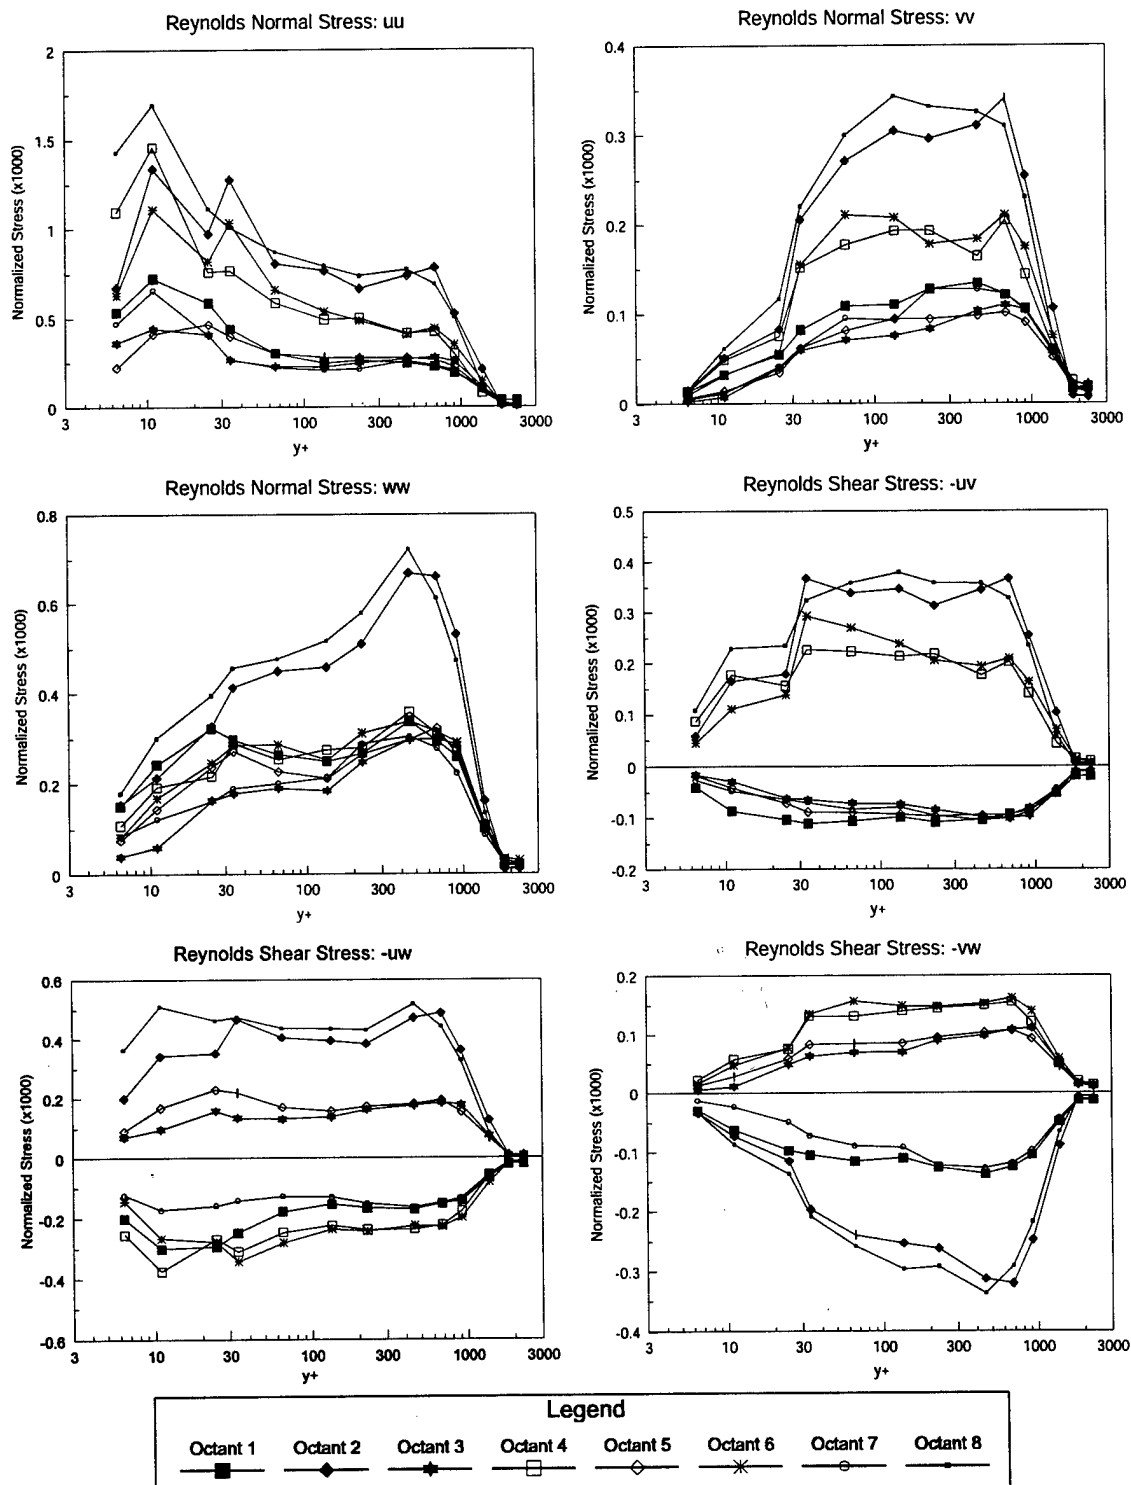 Reynolds Normal Stress: uu
Normalized Stress (x1000)
2
1.5
1
0.5
0
3 10 30 100 300 1000 3000
y+
Reynolds Normal Stress: vv
Normalized Stress (x1000)
0.4
0.3
0.2
0.1
0
3 10 30 100 300 1000 3000
y+
Reynolds Normal Stress: ww
Normalized Stress (x1000)
0.8
0.6
0.4
0.2
0
3 10 30 100 300 1000 3000
y+
Reynolds Shear Stress: -uv
Normalized Stress (x1000)
0.5
0.4
0.3
0.2
0.1
0
-0.1
-0.2
3 10 30 100 300 1000 3000
y+
Reynolds Shear Stress: -uw
Normalized Stress (x1000)
0.6
0.4
0.2
0
-0.2
-0.4
-0.6
3 10 30 100 300 1000 3000
y+
Reynolds Shear Stress: -vw
Normalized Stress (x1000)
0.2
0.1
0
-0.1
-0.2
-0.3
-0.4
3 10 30 100 300 1000 3000
y+
Legend
Octant 1 Octant 2 Octant 3 Octant 4 Octant 5 Octant 6 Octant 7 Octant 8